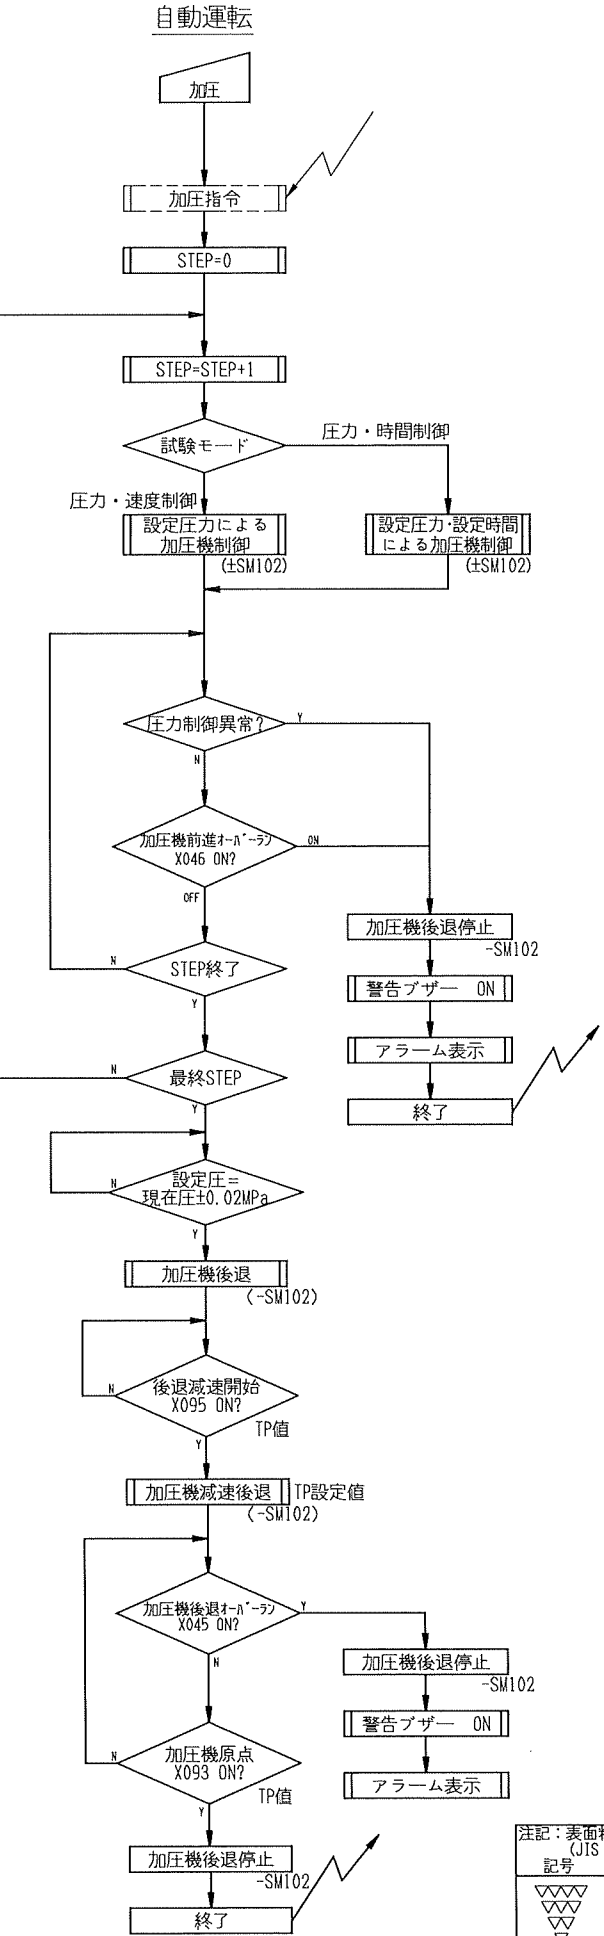 自動運転
加圧
加圧指令
STEP=0
STEP=STEP+1
試験モード
圧力・時間制御
圧力・速度制御
設定圧力による
加圧機制御
(±SM102)
設定圧力・設定時間
による加圧機制御
(±SM102)
圧力制御異常?
Y
N
加圧機前進オーバーラン
X046 ON?
ON
OFF
加圧機後退停止
-SM102
STEP終了
N
Y
警告ブザー ON
アラーム表示
最終STEP
N
Y
終了
設定圧=
現在圧±0.02MPa
N
Y
加圧機後退
(-SM102)
後退減速開始
X095 ON?
N
TP値
Y
加圧機減速後退
TP設定値
(-SM102)
加圧機後退オーバーラン
X045 ON?
Y
N
加圧機後退停止
-SM102
警告ブザー ON
加圧機原点
X093 ON?
N
TP値
Y
アラーム表示
加圧機後退停止
-SM102
終了
注記:表面
(JIS
記号